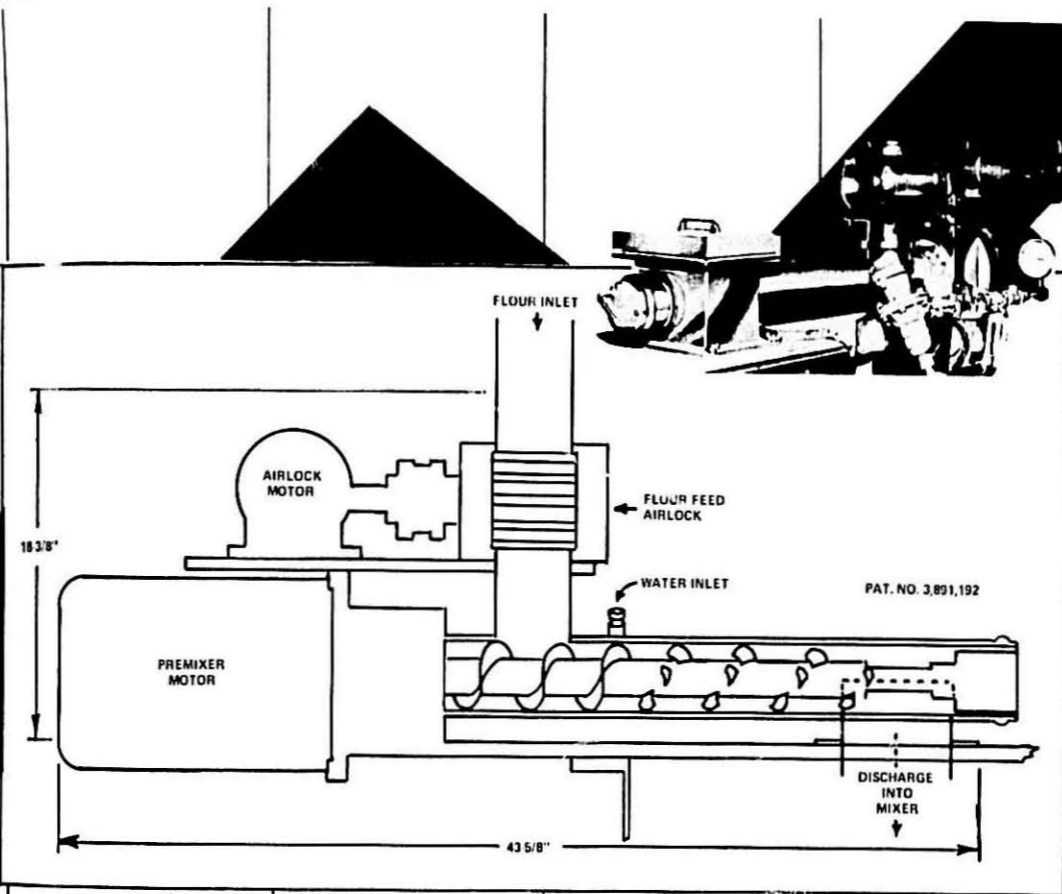 FLOUR INLET
AIRLOCK
MOTOR
FLOUR FEED
AIRLOCK
18 3/8"
WATER INLET
PAT. NO. 3,891,192
PREMIXER
MOTOR
DISCHARGE
INTO
MIXER
43 5/8"